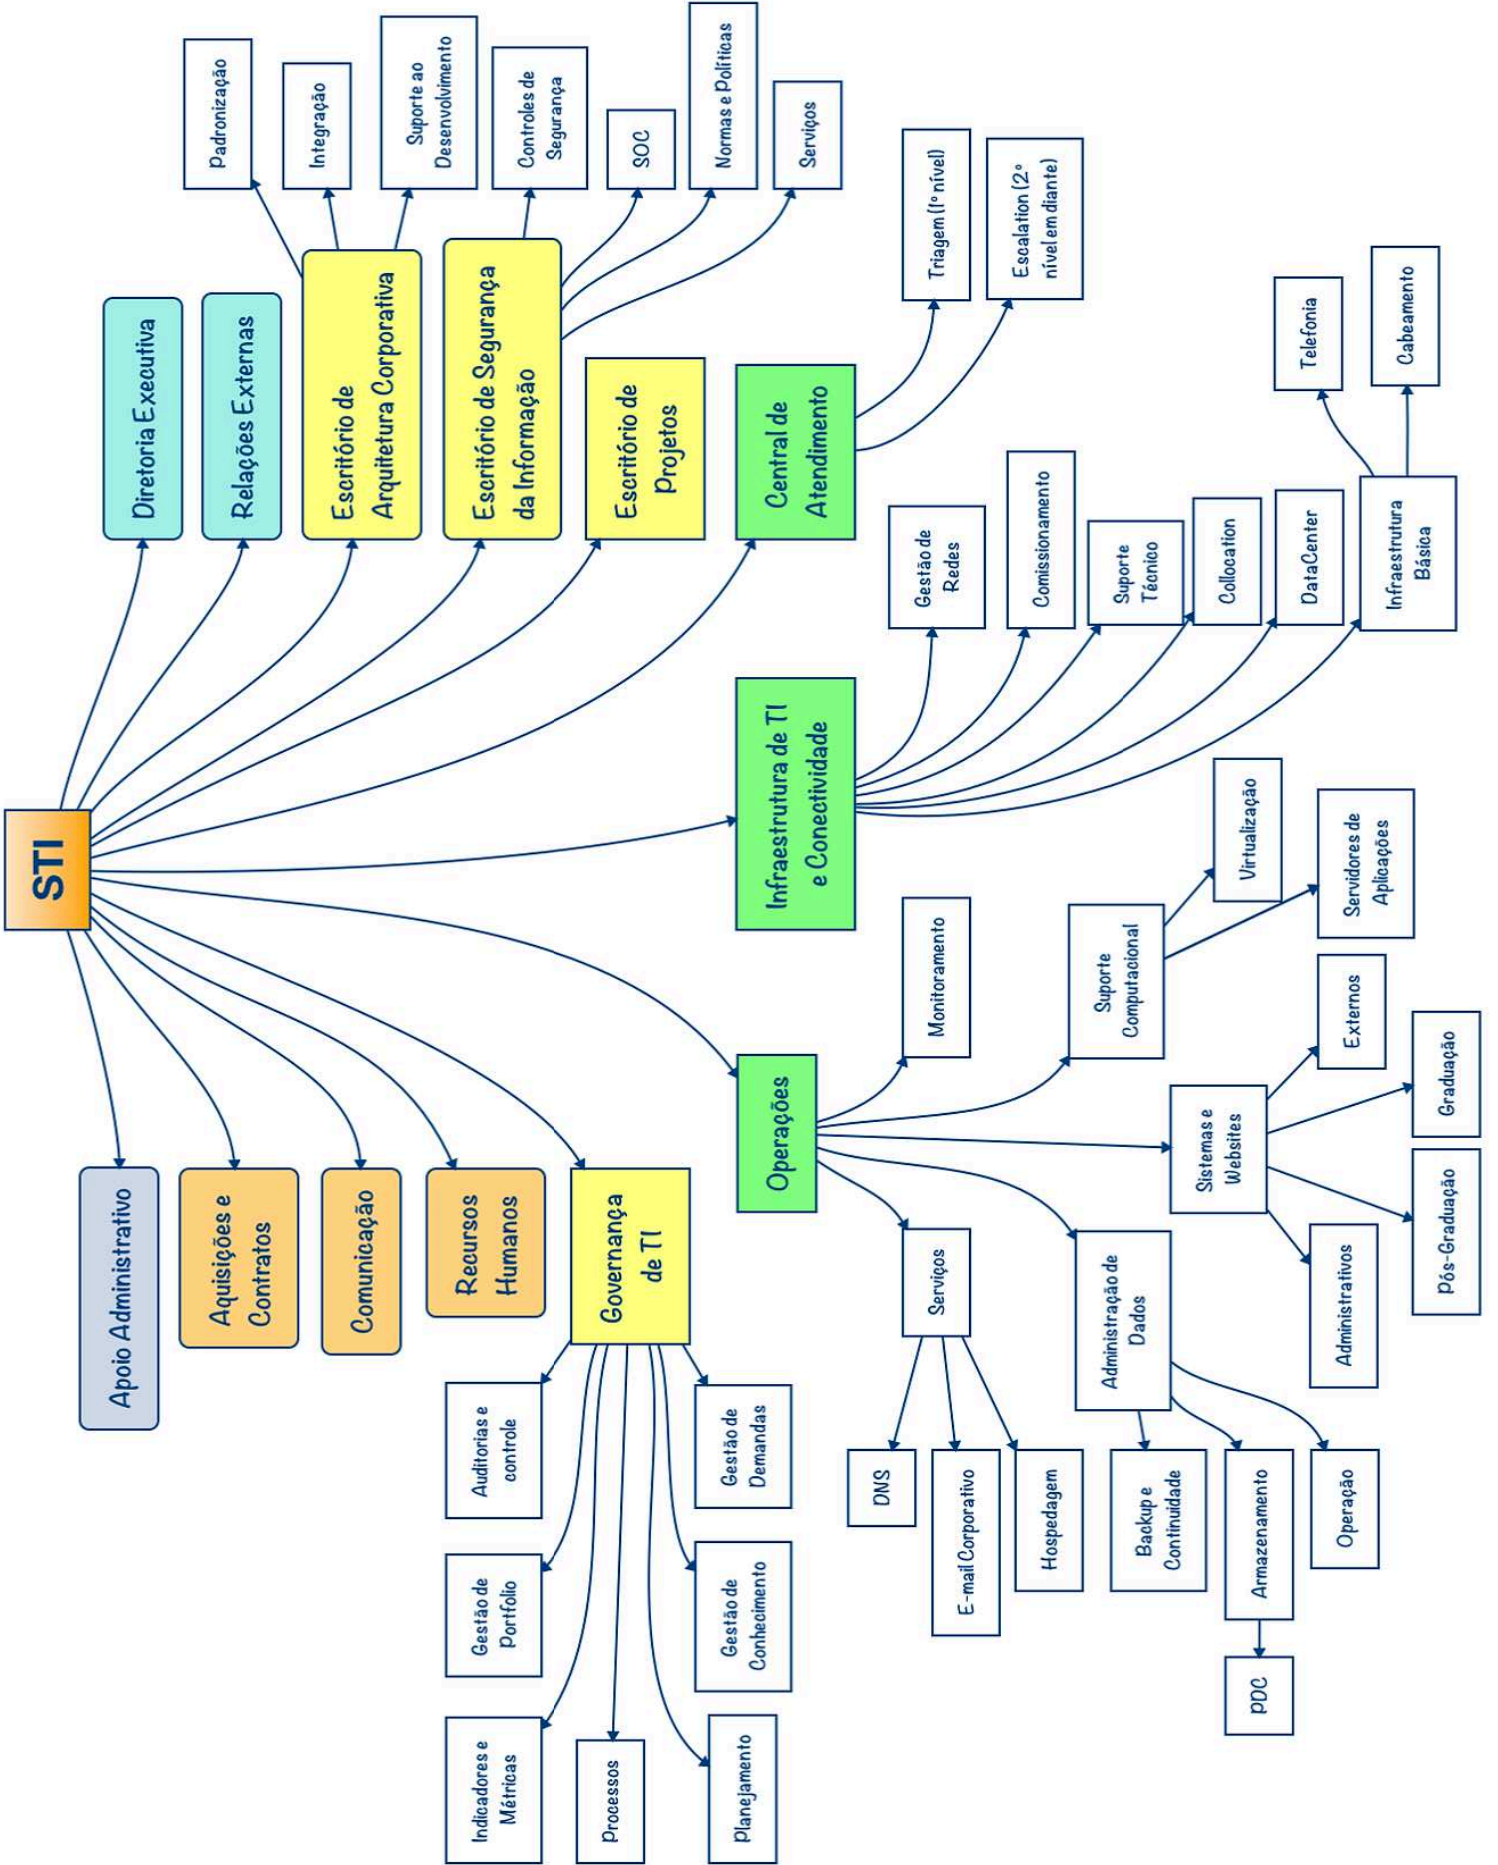 STI
Apoio Administrativo
Aquisições e
Contratos
Comunicação
Recursos
Humanos
Governança
de TI
Auditorias e
controle
Gestão de
Portfolio
Indicadores e
Métricas
Processos
Planejamento
Gestão de
Conhecimento
Gestão de
Demandas
Operações
Serviços
DNS
E-mail Corporativo
Hospedagem
Administração de
Dados
Backup e
Continuidade
Armazenamento
PDC
Operação
Sistemas e
Websites
Administrativos
Pós-Graduação
Graduação
Externos
Suporte
Computacional
Virtualização
Servidores de
Aplicações
Monitoramento
Infraestrutura de TI
e Conectividade
Gestão de
Redes
Comissionamento
Suporte
Técnico
Collocation
DataCenter
Infraestrutura
Básica
Telefonia
Cabeamento
Central de
Atendimento
Triagem (1º nível)
Escalation (2º
nível em diante)
Escritório de
Projetos
Escritório de Segurança
da Informação
Controles de
Segurança
SOC
Normas e Políticas
Serviços
Escritório de
Arquitetura Corporativa
Padronização
Integração
Suporte ao
Desenvolvimento
Relações Externas
Diretoria Executiva